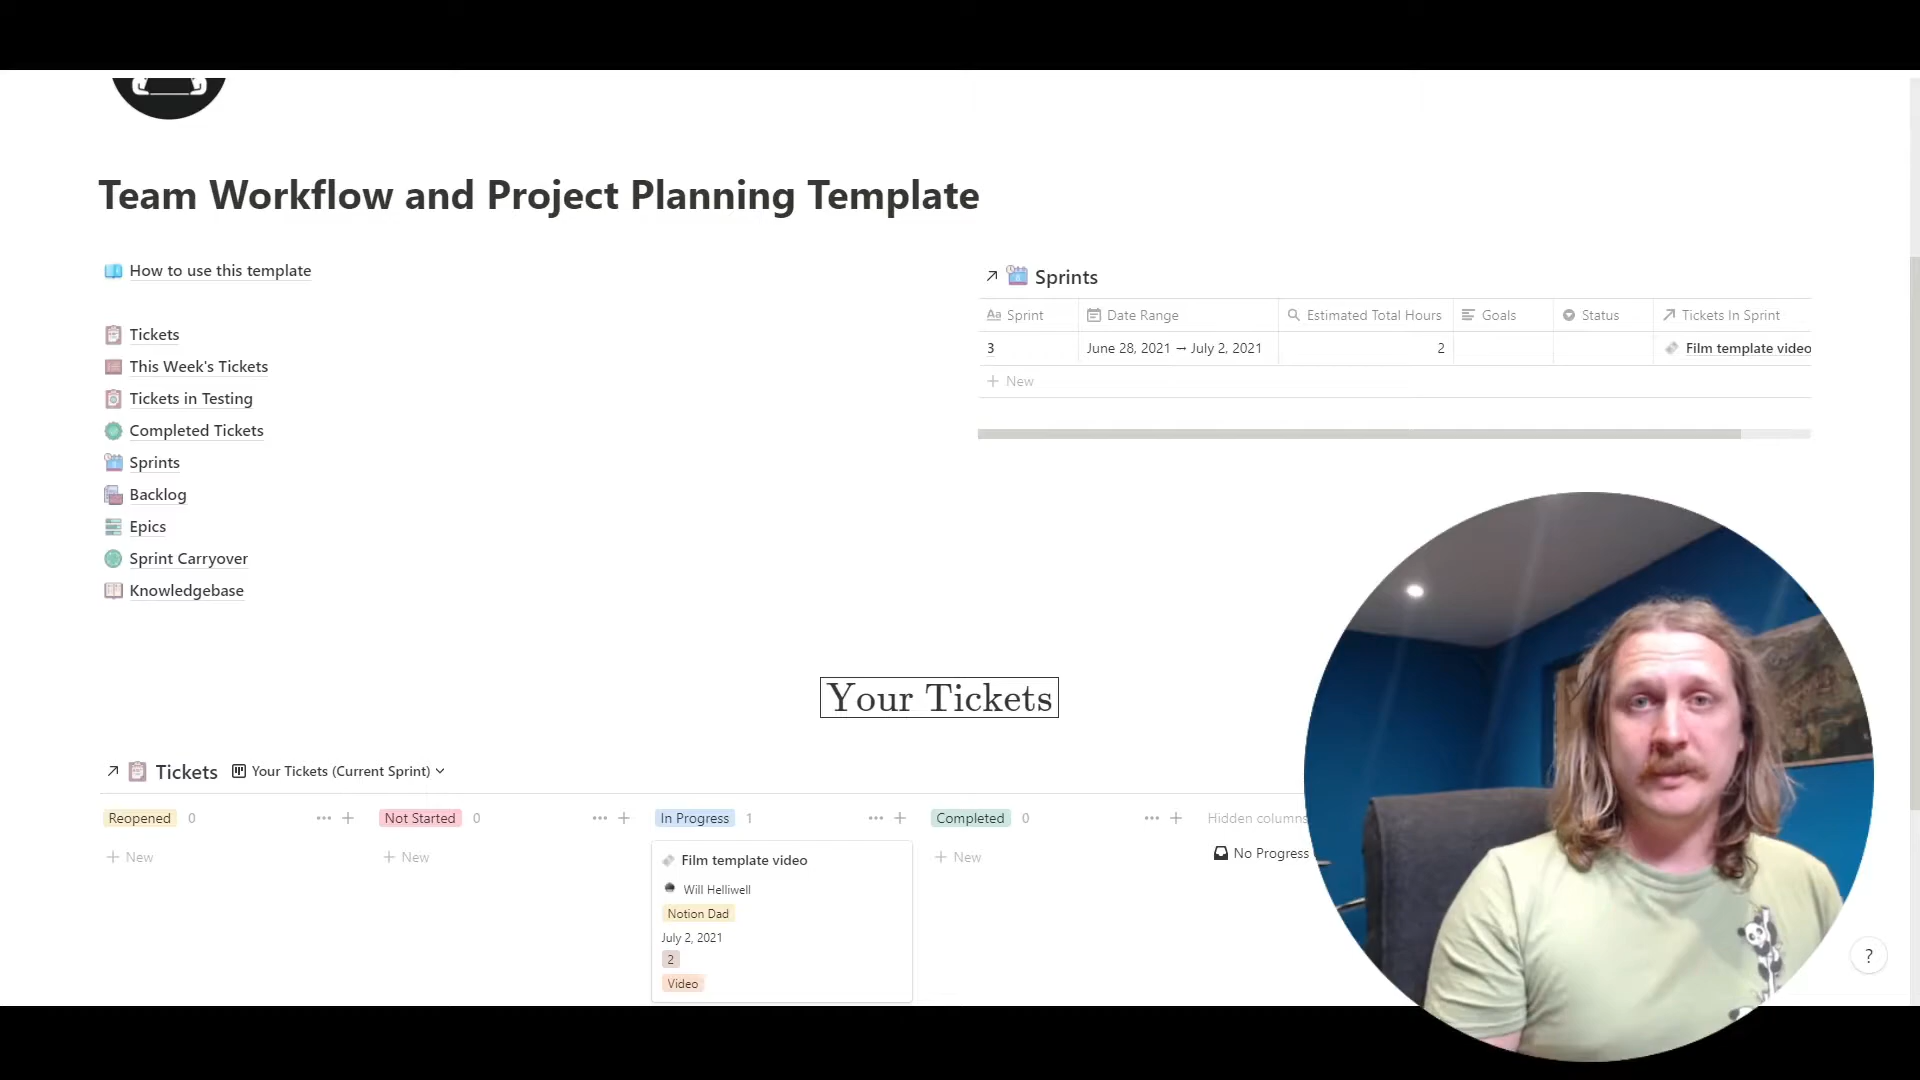 Team Workflow and Project Planning Template
How to use this template
Tickets
This Week's Tickets
Tickets in Testing
Completed Tickets
Sprints
Backlog
Epics
Sprint Carryover
Knowledgebase
Sprints
Aa Sprint Date Range Estimated Total Hours Goals Status Tickets In Sprint
3 June 28, 2021 → July 2, 2021 2 Film template video
+ New
Your Tickets
Tickets Your Tickets (Current Sprint)
Reopened 0 ... + Not Started 0 ... + In Progress 1 ... + Completed 0 ... + Hidden columns
+ New + New + New No Progress
Film template video
Will Helliwell
Notion Dad
July 2, 2021
2
Video
?